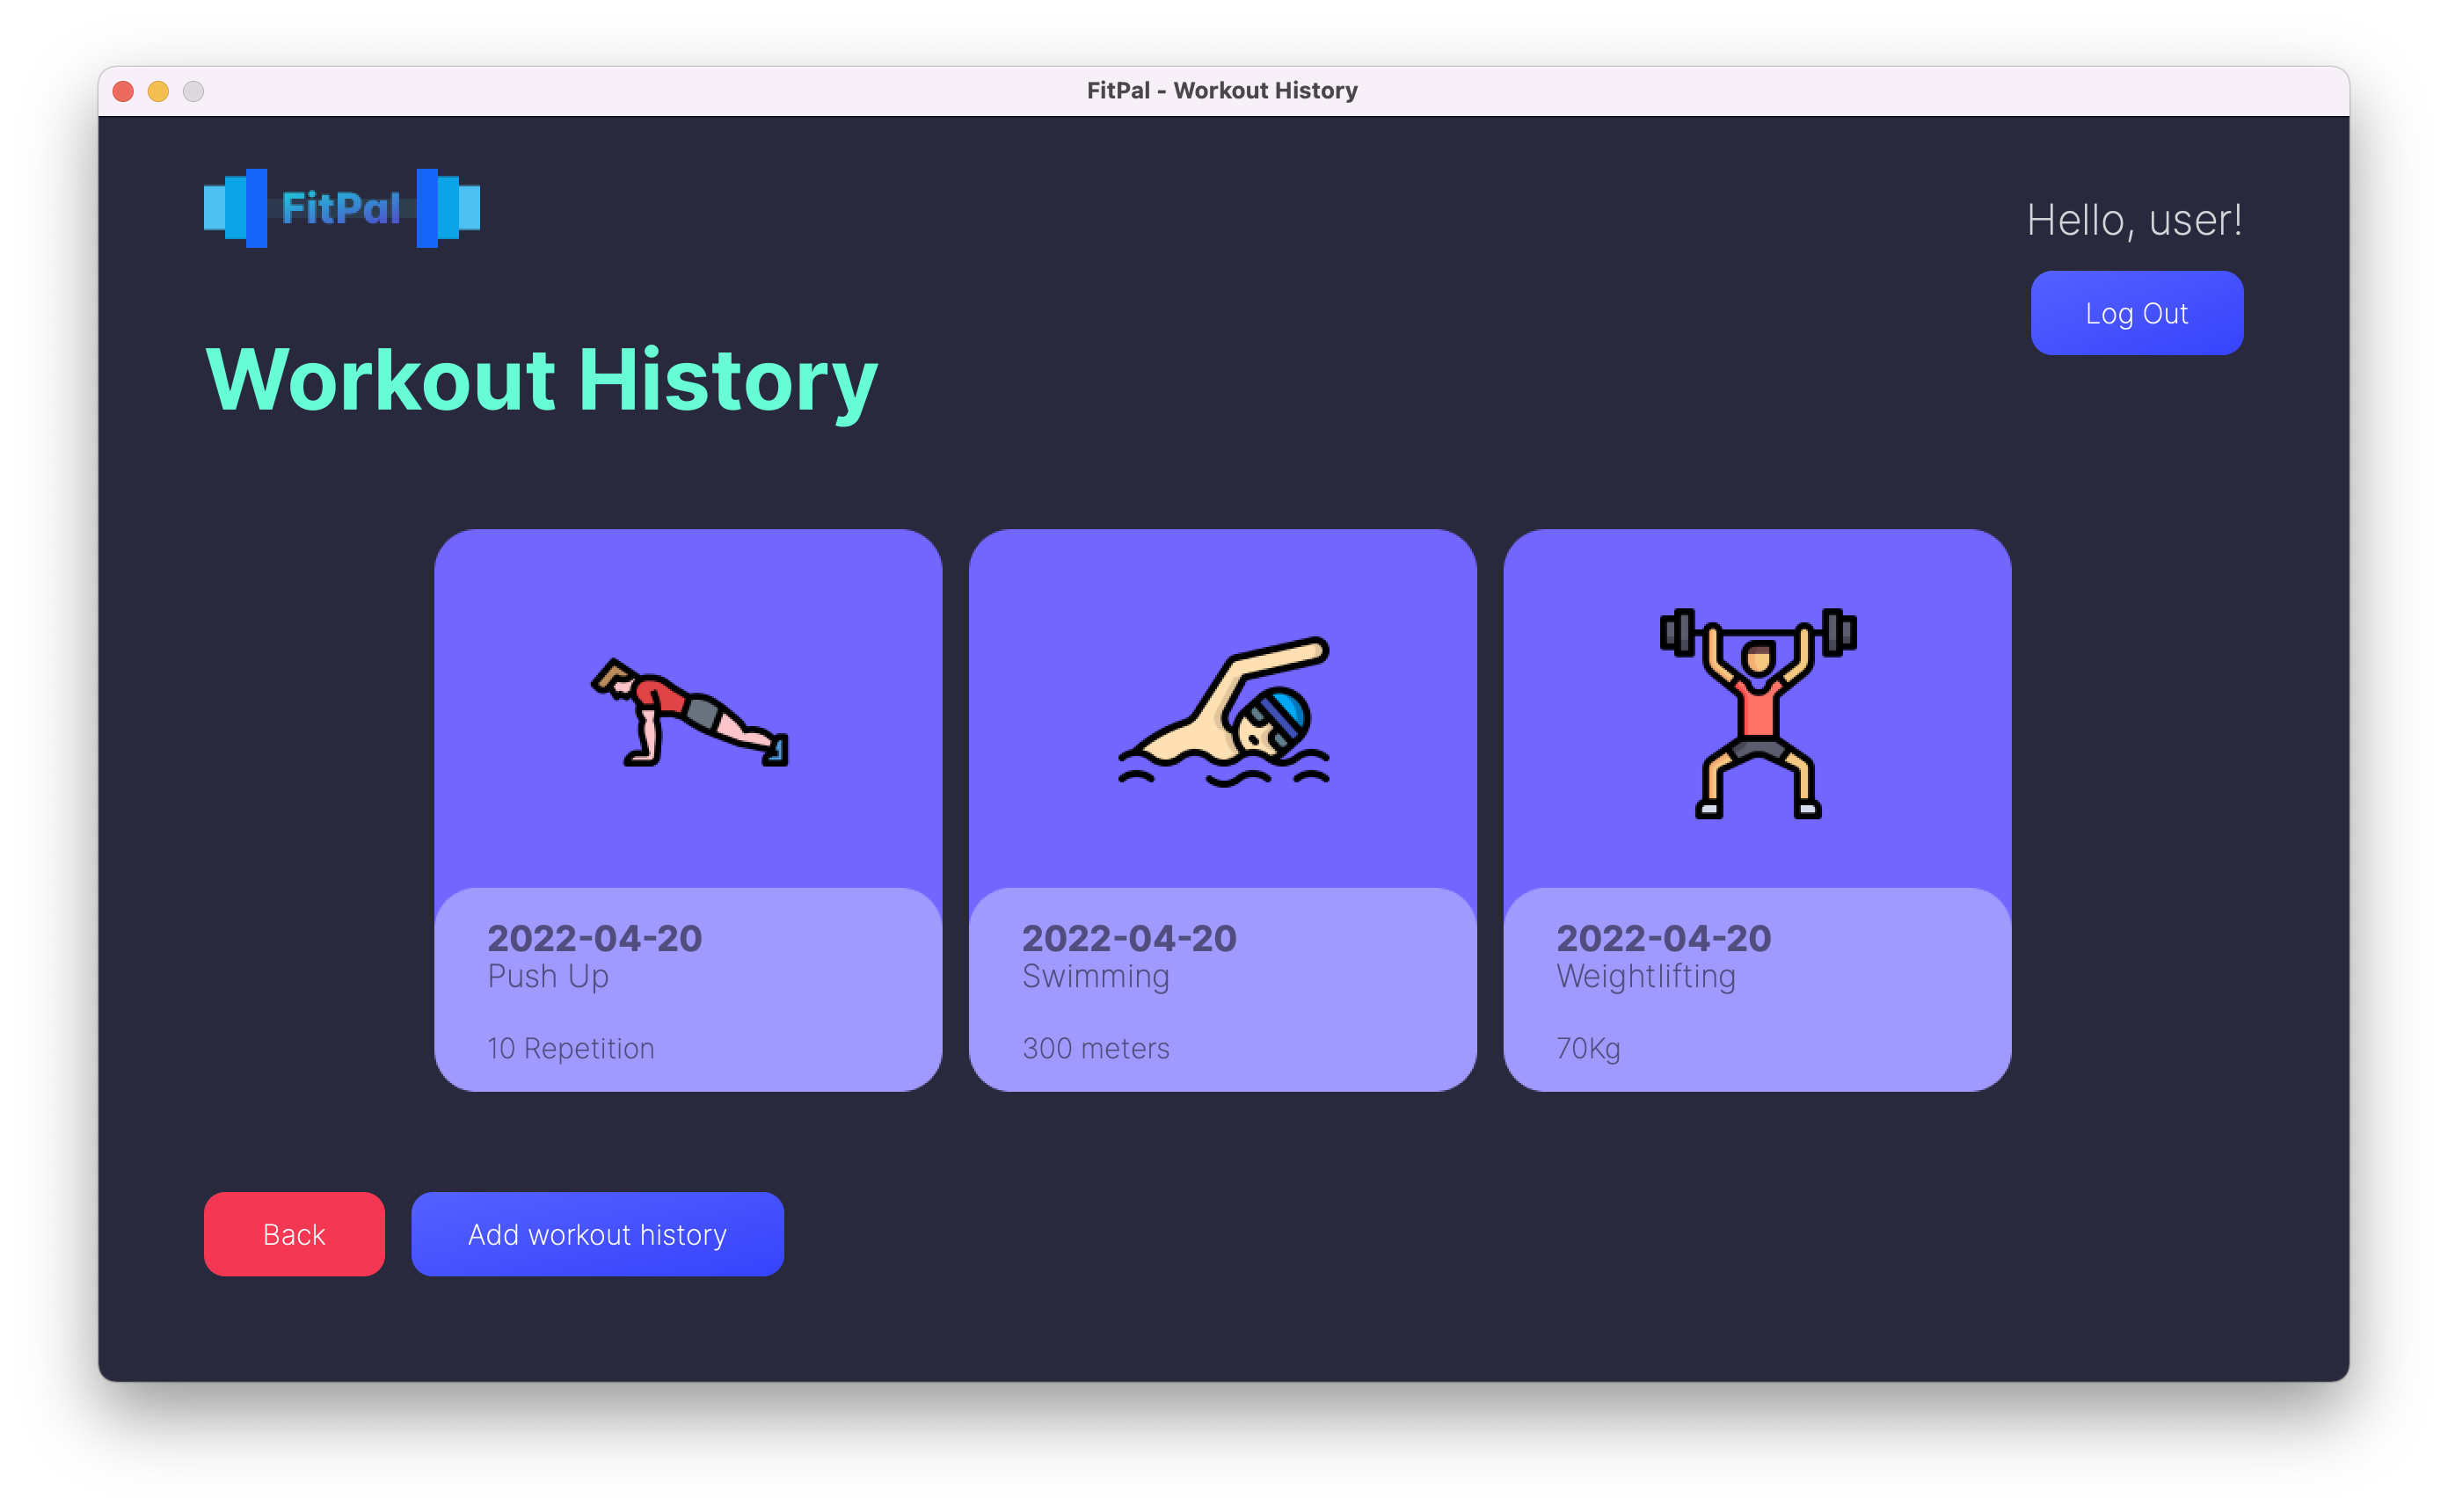 FitPal - Workout History
FitPal
Hello, user!
Log Out
Workout History
2022-04-20
Push Up
10 Repetition
2022-04-20
Swimming
300 meters
2022-04-20
Weightlifting
70Kg
Back
Add workout history